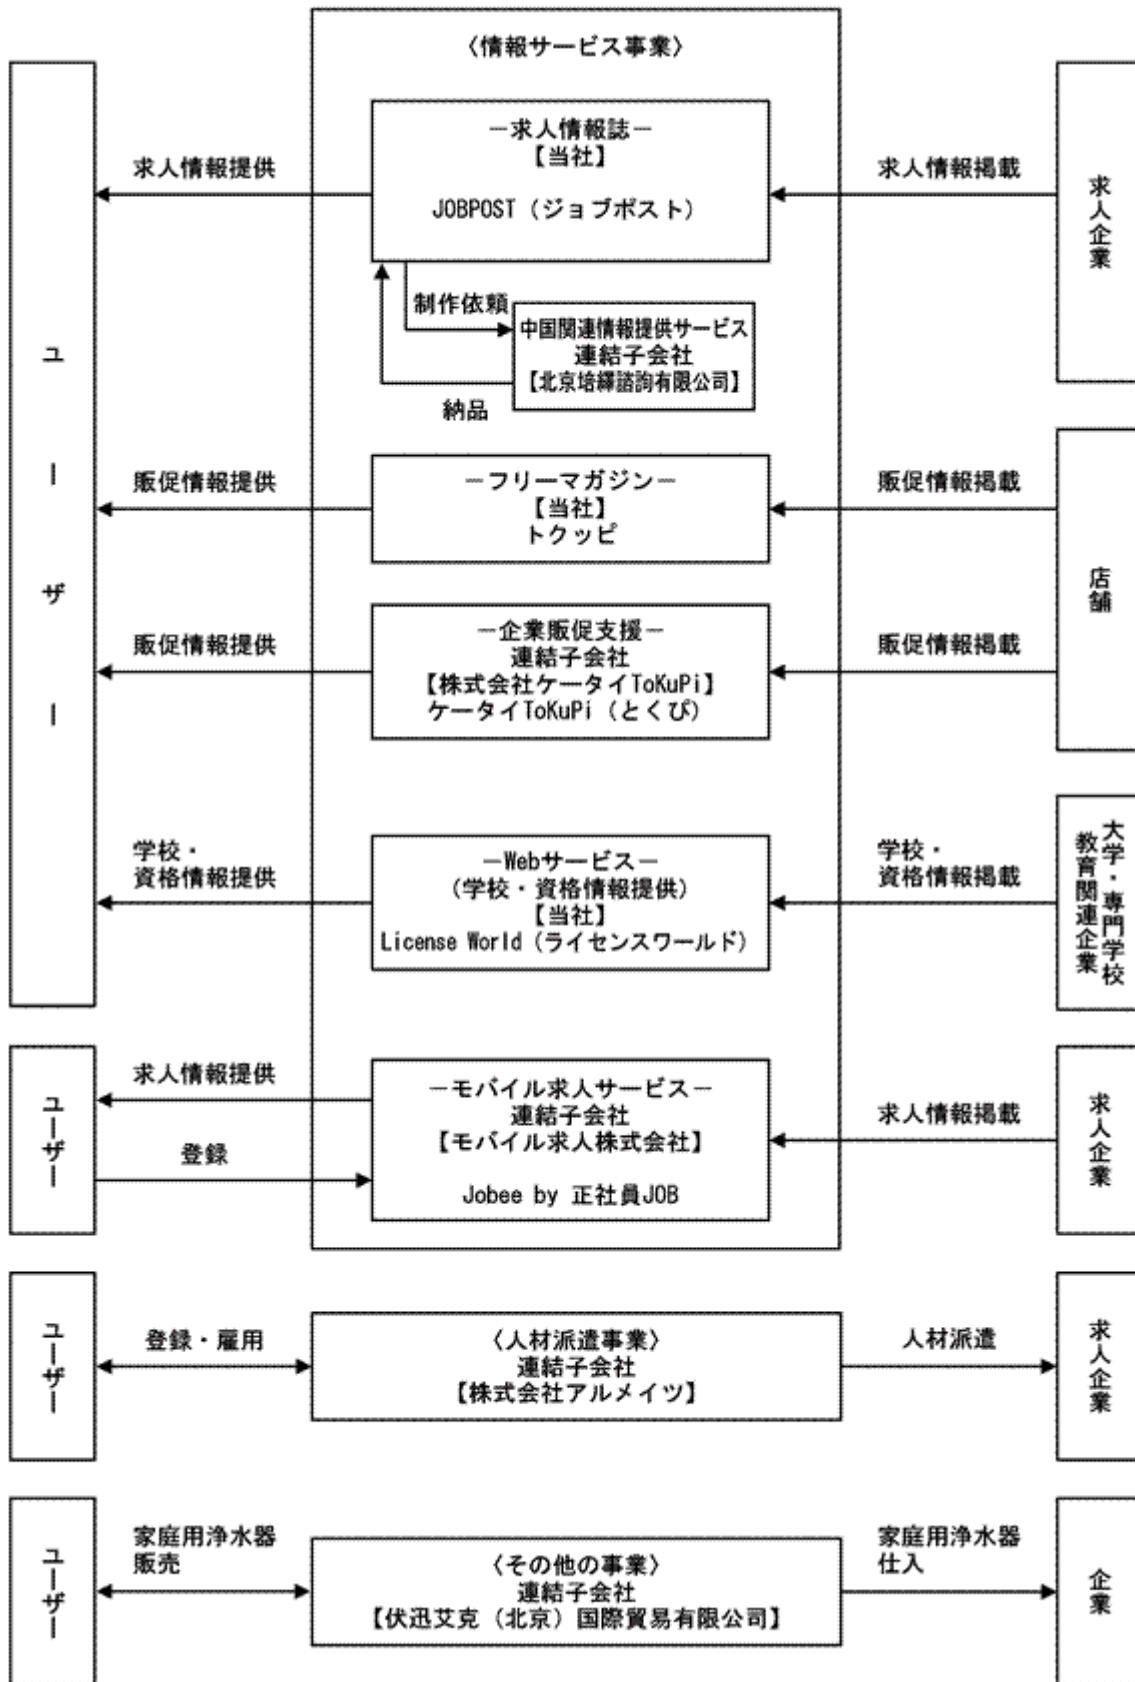 〈情報サービス事業〉
－求人情報誌－
【当社】
JOBPOST（ジョブポスト）
求人情報提供
求人情報掲載
求人企業
制作依頼
中国関連情報提供サービス
連結子会社
【北京培繹諮詢有限公司】
納品
ユーザー
－フリーマガジン－
【当社】
トクッピ
販促情報提供
販促情報掲載
店舗
－企業販促支援－
連結子会社
【株式会社ケータイToKuPi】
ケータイToKuPi（とくぴ）
販促情報提供
販促情報掲載
学校・
資格情報提供
－Webサービス－
（学校・資格情報提供）
【当社】
License World（ライセンスワールド）
学校・
資格情報掲載
大学・専門学校
教育関連企業
ユーザー
求人情報提供
登録
－モバイル求人サービス－
連結子会社
【モバイル求人株式会社】
Jobee by 正社員JOB
求人情報掲載
求人企業
ユーザー
登録・雇用
〈人材派遣事業〉
連結子会社
【株式会社アルメイツ】
人材派遣
求人企業
ユーザー
家庭用浄水器
販売
〈その他の事業〉
連結子会社
【伏迅艾克（北京）国際貿易有限公司】
家庭用浄水器
仕入
企業